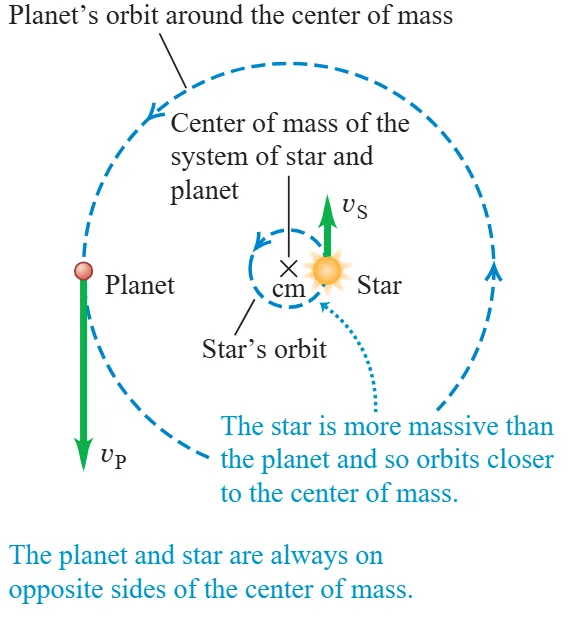 Planet’s orbit around the center of mass
Center of mass of the
system of star and
planet
vS
Planet
cm
Star
Star’s orbit
vP
The star is more massive than
the planet and so orbits closer
to the center of mass.
The planet and star are always on
opposite sides of the center of mass.